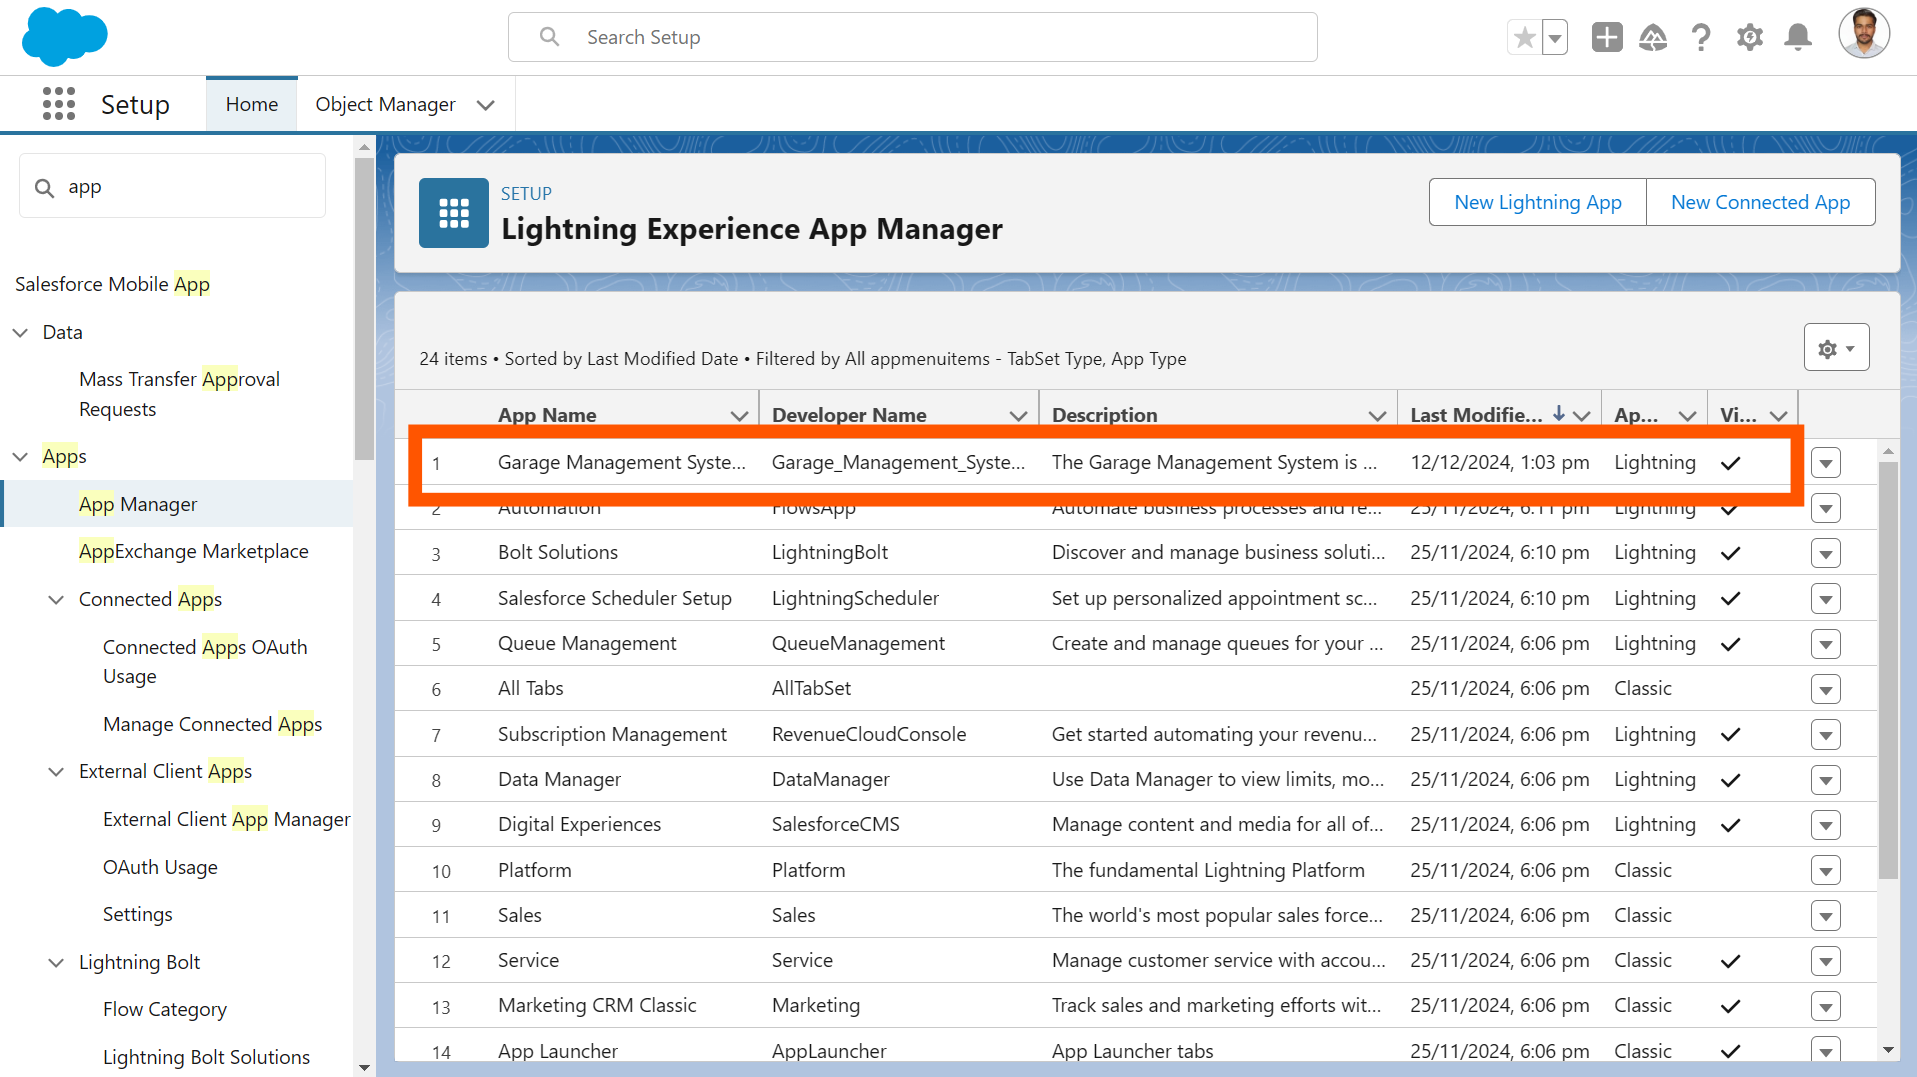 Search Setup
Setup
Home
Object Manager
app
Salesforce Mobile App
Data
Mass Transfer Approval
Requests
Apps
App Manager
AppExchange Marketplace
Connected Apps
Connected Apps OAuth
Usage
Manage Connected Apps
External Client Apps
External Client App Manager
OAuth Usage
Settings
Lightning Bolt
Flow Category
Lightning Bolt Solutions
SETUP
Lightning Experience App Manager
New Lightning App
New Connected App
24 items • Sorted by Last Modified Date • Filtered by All appmenuitems - TabSet Type, App Type
App Name Developer Name Description Last Modifie... Ap... Vi...
1 Garage Management Syste... Garage_Management_Syste... The Garage Management System is ... 12/12/2024, 1:03 pm Lightning
2 Automation FlowsApp Automate business processes and re... 25/11/2024, 6:11 pm Lightning
3 Bolt Solutions LightningBolt Discover and manage business soluti... 25/11/2024, 6:10 pm Lightning
4 Salesforce Scheduler Setup LightningScheduler Set up personalized appointment sc... 25/11/2024, 6:10 pm Lightning
5 Queue Management QueueManagement Create and manage queues for your ... 25/11/2024, 6:06 pm Lightning
6 All Tabs AllTabSet 25/11/2024, 6:06 pm Classic
7 Subscription Management RevenueCloudConsole Get started automating your revenu... 25/11/2024, 6:06 pm Lightning
8 Data Manager DataManager Use Data Manager to view limits, mo... 25/11/2024, 6:06 pm Lightning
9 Digital Experiences SalesforceCMS Manage content and media for all of... 25/11/2024, 6:06 pm Lightning
10 Platform Platform The fundamental Lightning Platform 25/11/2024, 6:06 pm Classic
11 Sales Sales The world's most popular sales force... 25/11/2024, 6:06 pm Classic
12 Service Service Manage customer service with accou... 25/11/2024, 6:06 pm Classic
13 Marketing CRM Classic Marketing Track sales and marketing efforts wit... 25/11/2024, 6:06 pm Classic
14 App Launcher AppLauncher App Launcher tabs 25/11/2024, 6:06 pm Classic